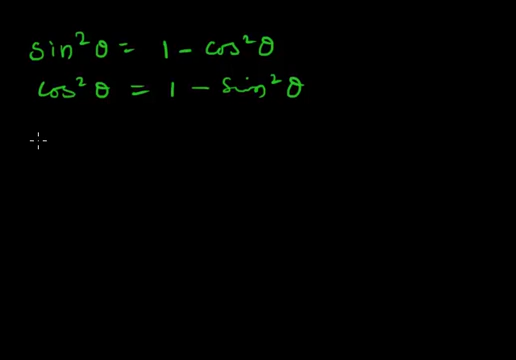 sin²θ = 1 - cos²θ
cos²θ = 1 - sin²θ